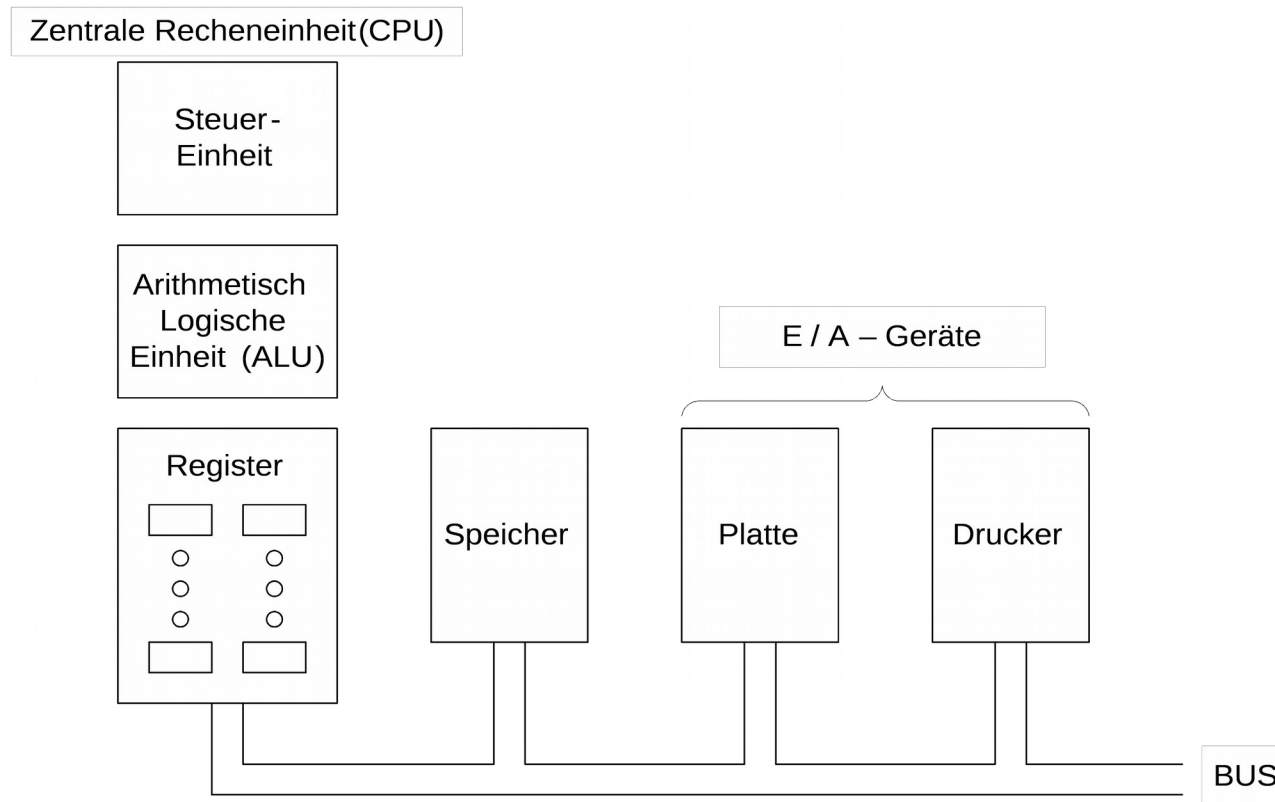 Zentrale Recheneinheit(CPU)
Steuer-
Einheit
Arithmetisch
Logische
Einheit (ALU)
E / A – Geräte
Register
Speicher
Platte
Drucker
BUS